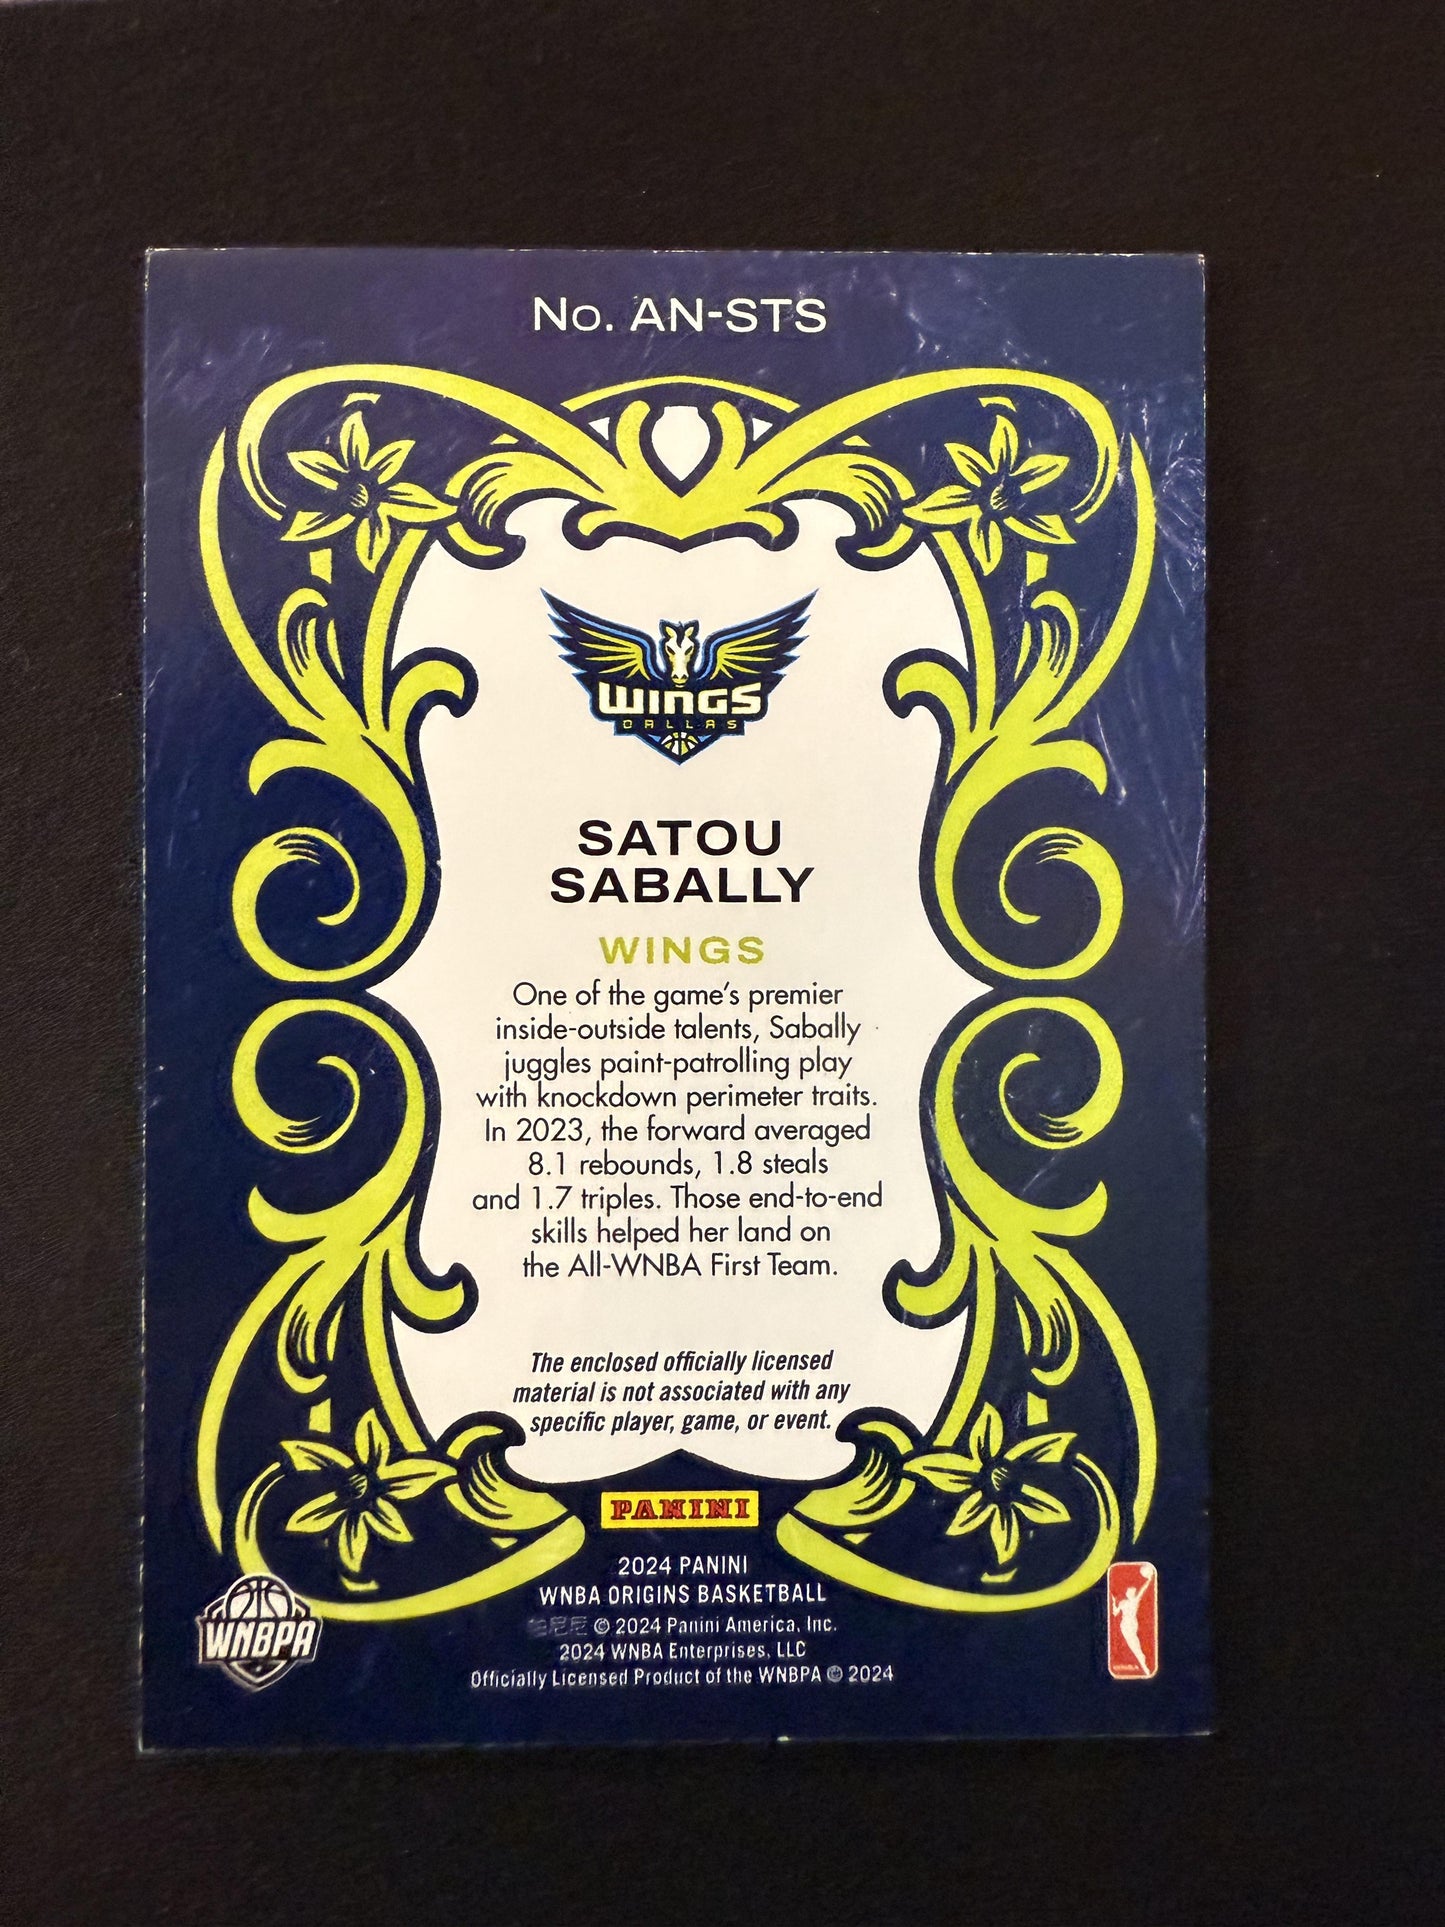 No. AN-STS
WINGS
DALLAS
SATOU
SABALLY
WINGS
One of the game's premier
inside-outside talents, Sabally
juggles paint-patrolling play
with knockdown perimeter traits.
In 2023, the forward averaged
8.1 rebounds, 1.8 steals
and 1.7 triples. Those end-to-end
skills helped her land on
the All-WNBA First Team.
The enclosed officially licensed
material is not associated with any
specific player, game, or event.
PANINI
2024 PANINI
WNBA ORIGINS BASKETBALL
© 2024 Panini America, Inc.
2024 WNBA Enterprises, LLC
Officially Licensed Product of the WNBPA © 2024
WNBPA